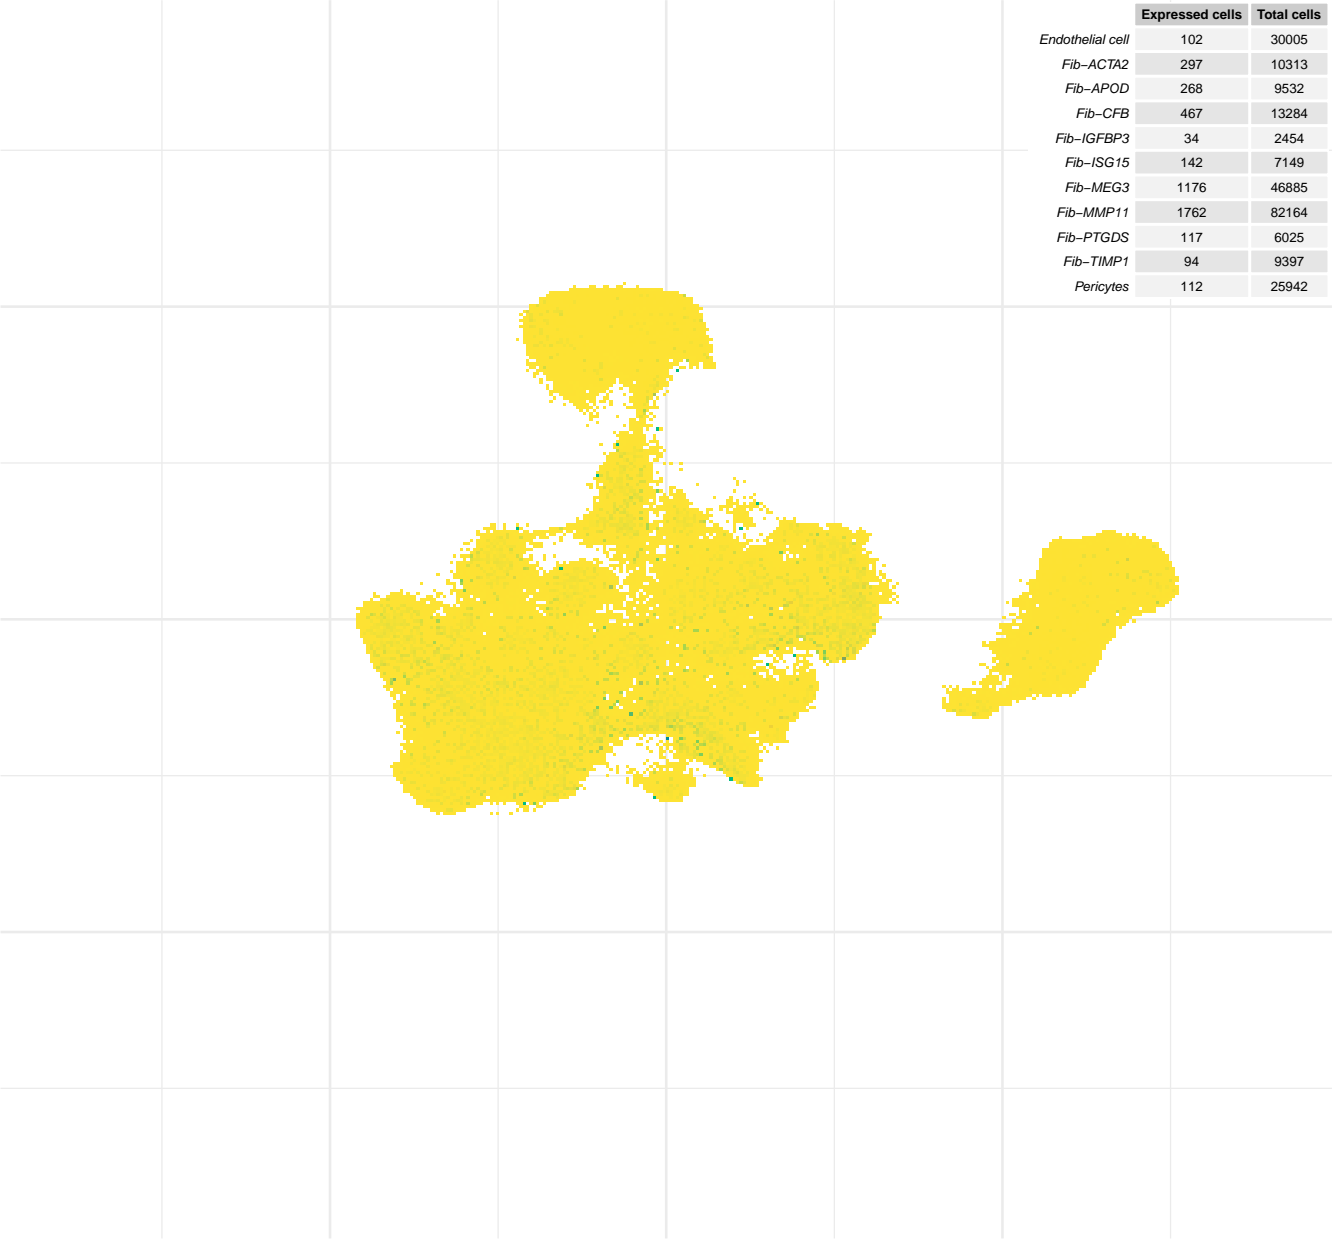 Expressed cells Total cells
Endothelial cell 102 30005
Fib−ACTA2 297 10313
Fib−APOD 268 9532
Fib−CFB 467 13284
Fib−IGFBP3 34 2454
Fib−ISG15 142 7149
Fib−MEG3 1176 46885
Fib−MMP11 1762 82164
Fib−PTGDS 117 6025
Fib−TIMP1 94 9397
Pericytes 112 25942